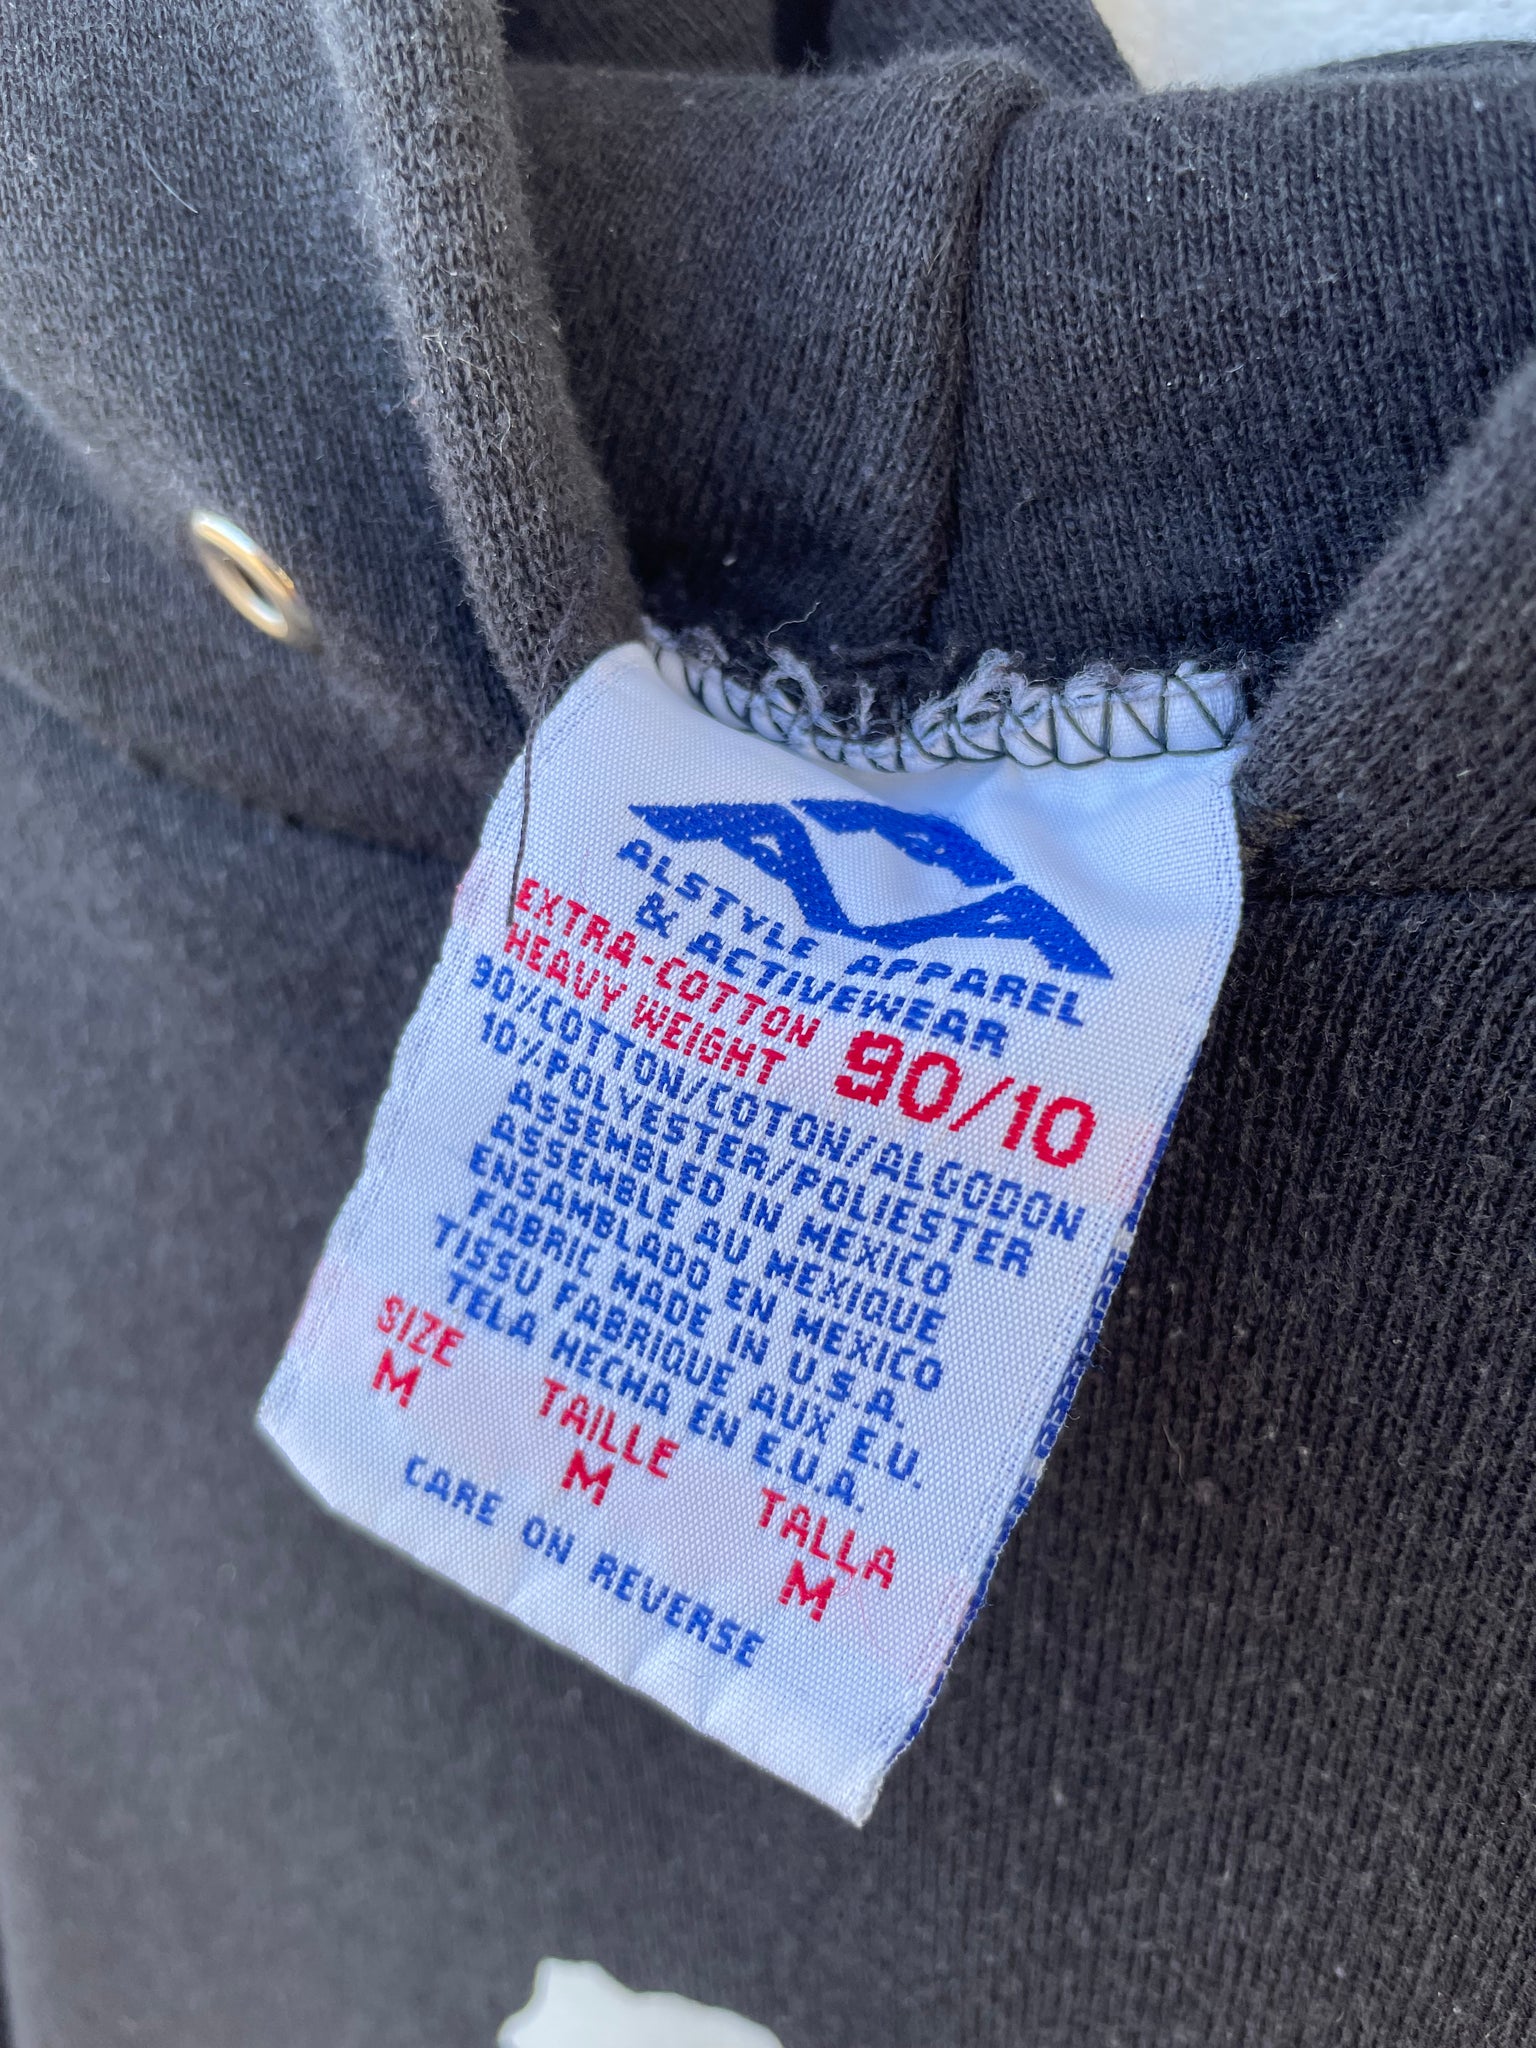 ALSTYLE APPAREL
& ACTIVEWEAR
EXTRA-COTTON
HEAVY WEIGHT 90/10
90%COTTON/COTON/ALGODON
10%POLYESTER/POLIESTER
ASSEMBLED IN MEXICO
ASSEMBLE AU MEXIQUE
ENSAMBLADO EN MEXICO
FABRIC MADE IN U.S.A.
TISSU FABRIQUE AUX E.U.
TELA HECHA EN E.U.A.
SIZE TAILLE TALLA
M M M
CARE ON REVERSE